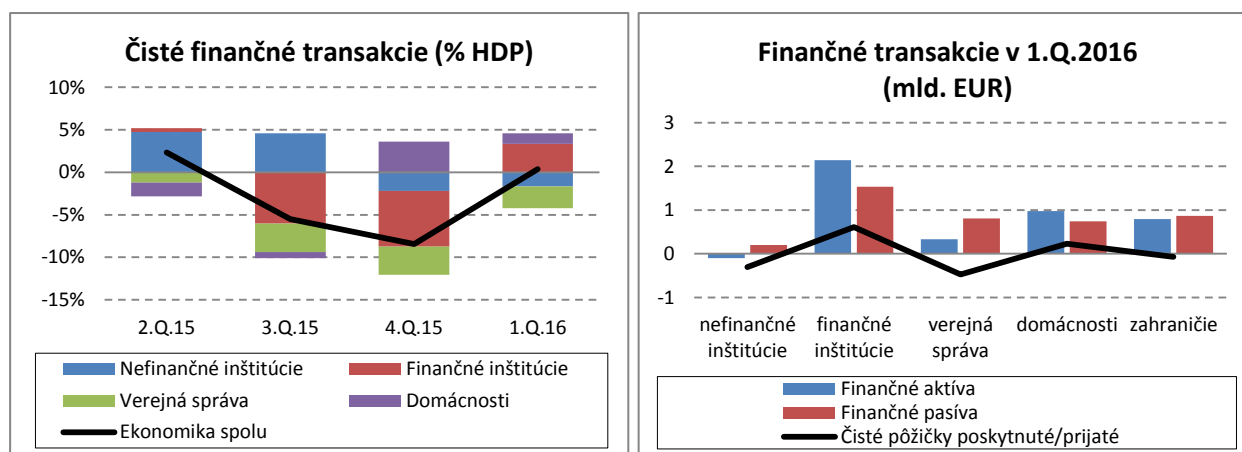 Čisté finančné transakcie (% HDP)
10%
5%
0%
-5%
-10%
-15%
2.Q.15 3.Q.15 4.Q.15 1.Q.16
Nefinančné inštitúcie Finančné inštitúcie
Verejná správa Domácnosti
Ekonomika spolu
Finančné transakcie v 1.Q.2016
(mld. EUR)
3
2
1
0
-1
nefinančné finančné verejná domácnosti zahraničie
inštitúcie inštitúcie správa
Finančné aktíva
Finančné pasíva
Čisté pôžičky poskytnuté/prijaté